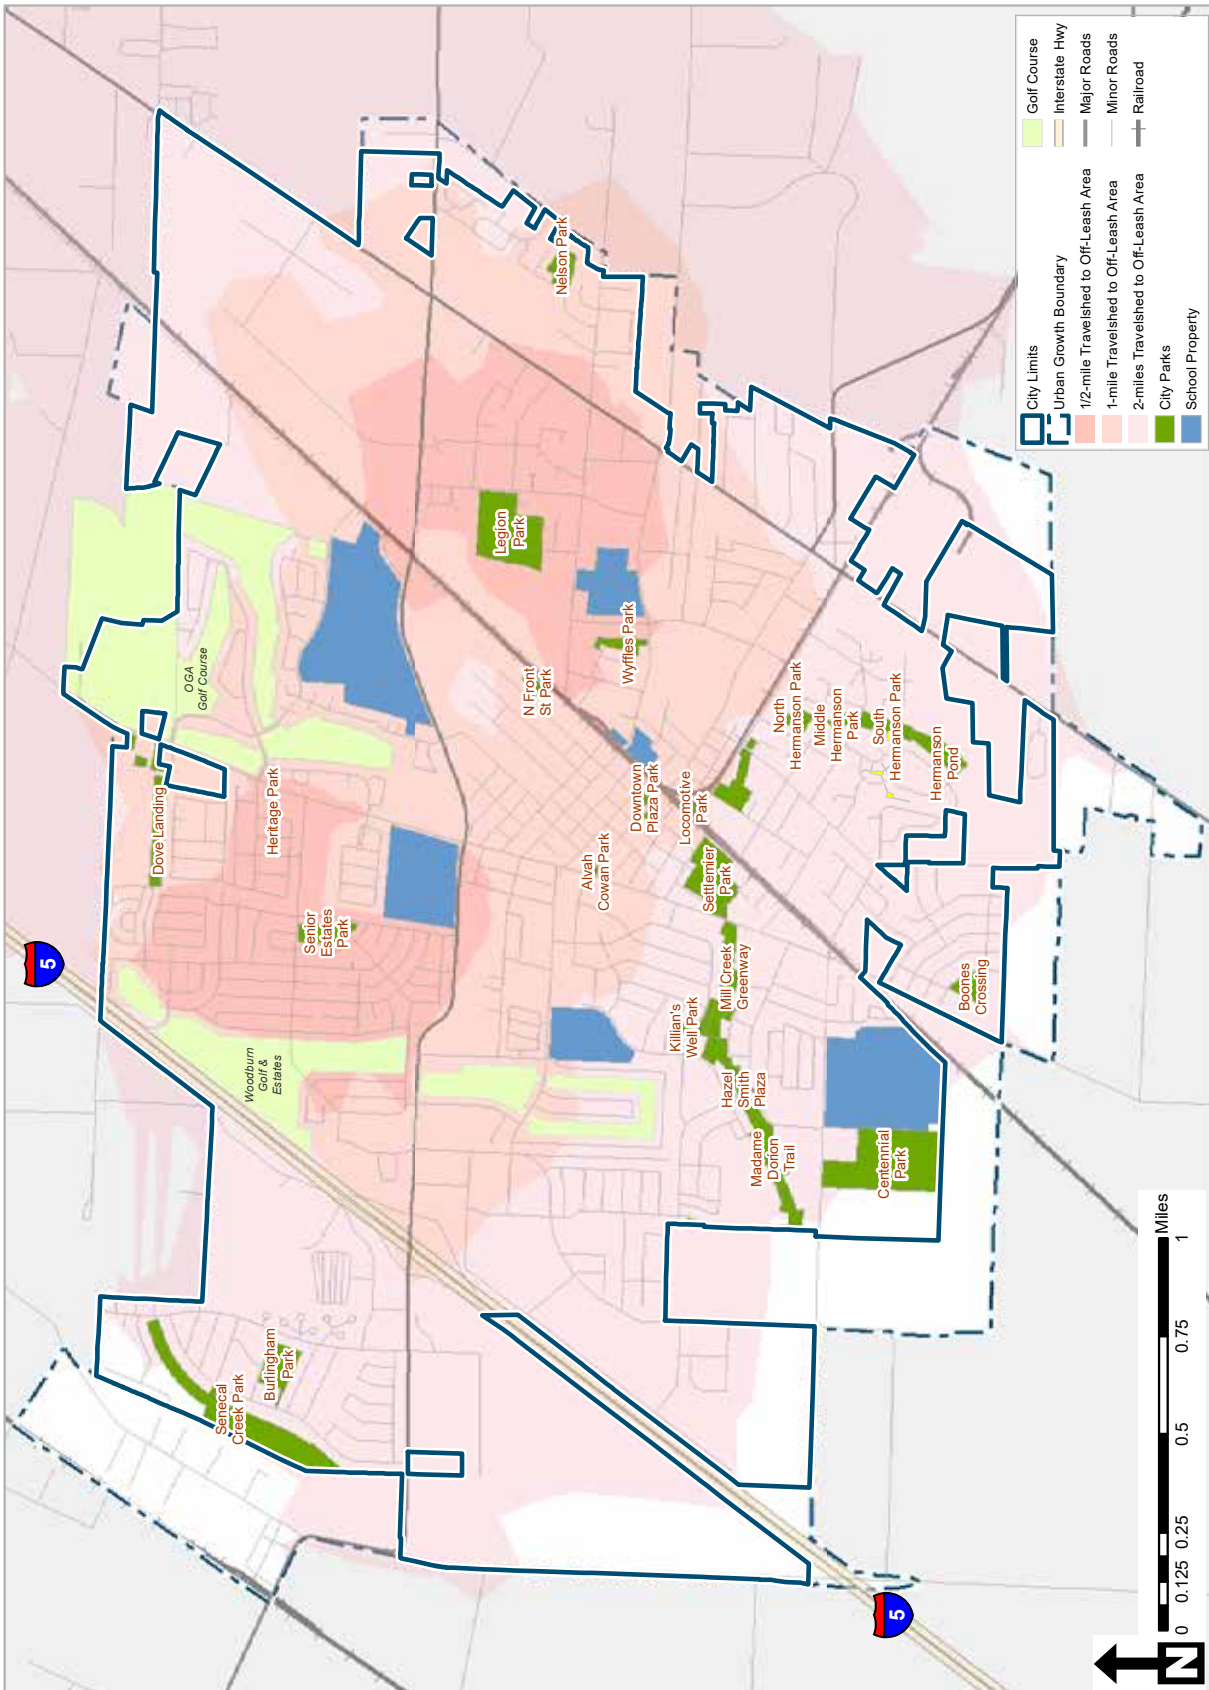 5
Dove Landing
OGA
Golf Course
Heritage Park
Senior
Estates
Park
Woodburn
Golf &
Estates
Senecal
Creek Park
Burlingham
Park
Legion
Park
Nelson Park
N Front
St Park
Wyffles Park
Alvah
Cowan Park
Downtown
Plaza Park
Locomotive
Park
Settlemier
Park
Mill Creek
Greenway
Killian's
Well Park
Hazel
Smith
Plaza
Madame
Dorion
Trail
Centennial
Park
North
Hermanson Park
Middle
Hermanson
Park
South
Hermanson Park
Hermanson
Pond
Boones
Crossing
5
City Limits
Urban Growth Boundary
1/2-mile Travelshed to Off-Leash Area
1-mile Travelshed to Off-Leash Area
2-miles Travelshed to Off-Leash Area
City Parks
School Property
Golf Course
Interstate Hwy
Major Roads
Minor Roads
Railroad
N
0 0.125 0.25 0.5 0.75 1
Miles